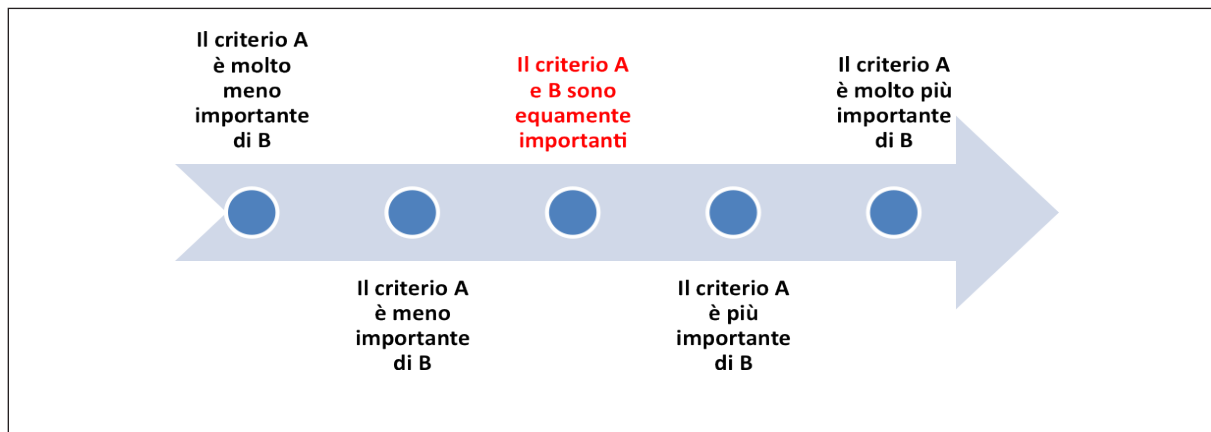 Il criterio A
è molto
meno
importante
di B
Il criterio A
è meno
importante
di B
Il criterio A
e B sono
equamente
importanti
Il criterio A
è più
importante
di B
Il criterio A
è molto più
importante
di B